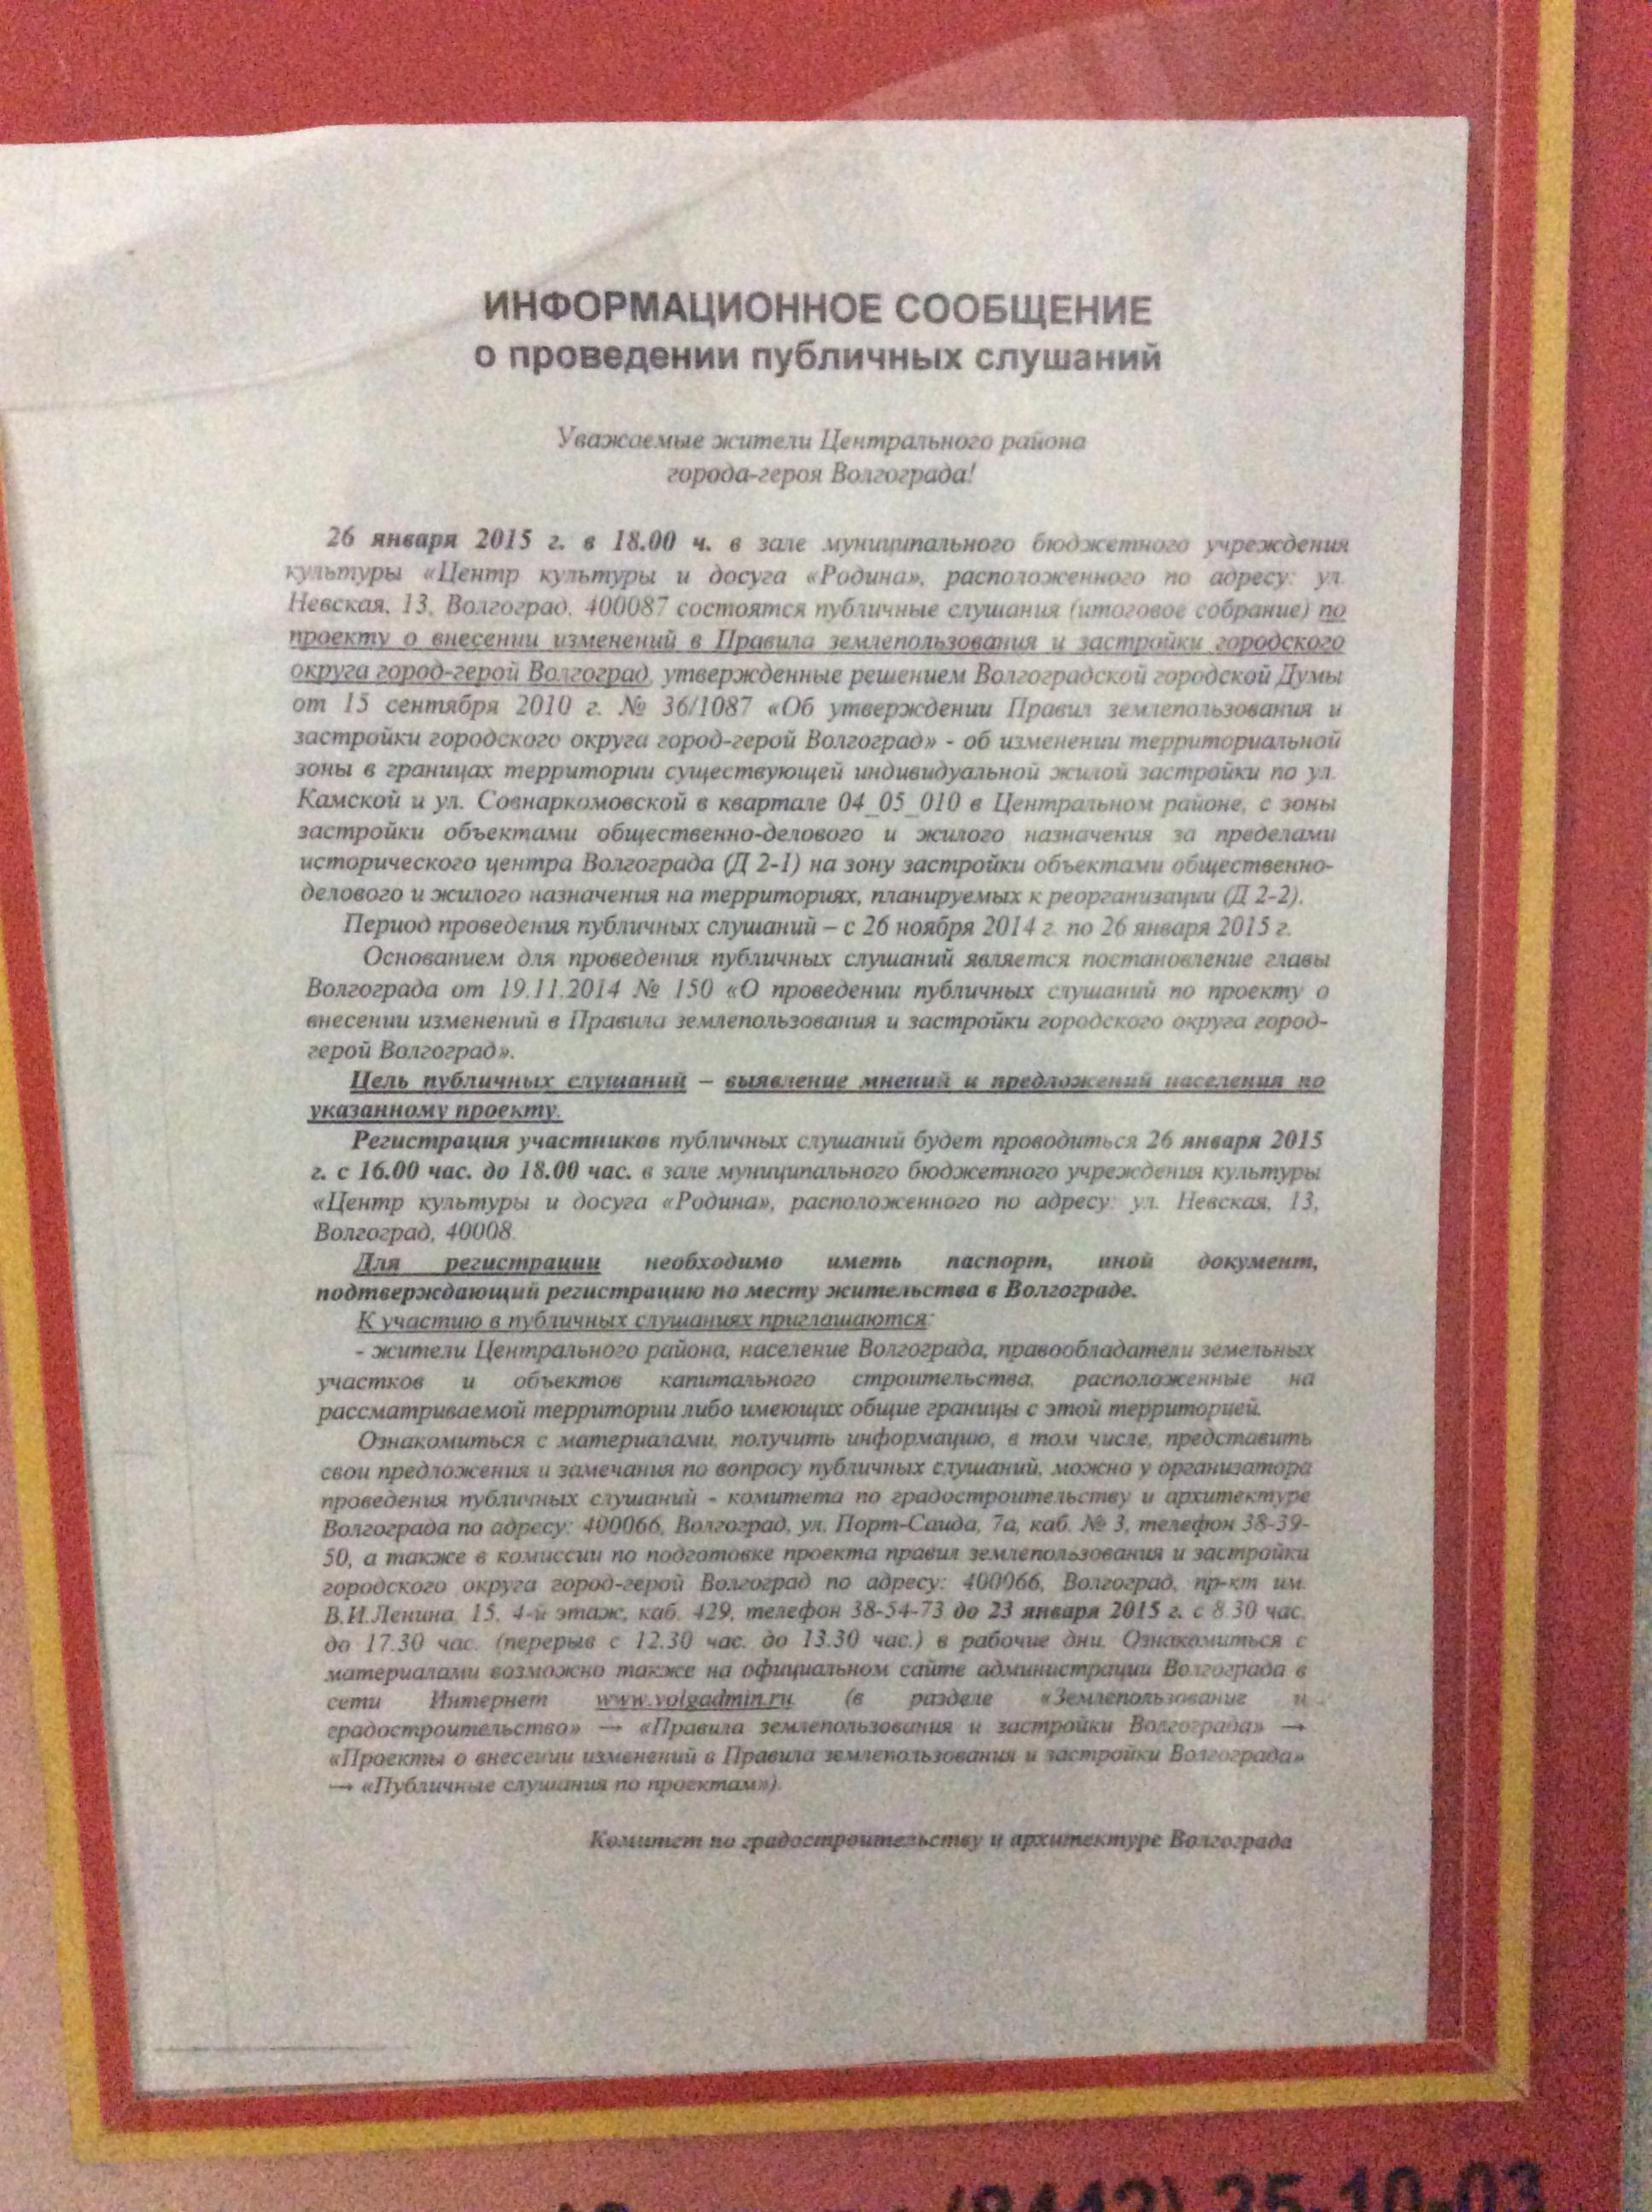 ИНФОРМАЦИОННОЕ СООБЩЕНИЕ
о проведении публичных слушаний
Уважаемые жители Центрального района
города-героя Волгограда!
26 января 2015 г. в 18.00 ч. в зале муниципального бюджетного учреждения
культуры «Центр культуры и досуга «Родина», расположенного по адресу: ул.
Невская, 13, Волгоград, 400087 состоятся публичные слушания (итоговое собрание) по
проекту о внесении изменений в Правила землепользования и застройки городского
округа город-герой Волгоград, утвержденные решением Волгоградской городской Думы
от 15 сентября 2010 г. № 36/1087 «Об утверждении Правил землепользования и
застройки городского округа город-герой Волгоград» - об изменении территориальной
зоны в границах территории существующей индивидуальной жилой застройки по ул.
Камской и ул. Совнаркомовской в квартале 04_05_010 в Центральном районе, с зоны
застройки объектами общественно-делового и жилого назначения за пределами
исторического центра Волгограда (Д 2-1) на зону застройки объектами общественно-
делового и жилого назначения на территориях, планируемых к реорганизации (Д 2-2).
Период проведения публичных слушаний – с 26 ноября 2014 г. по 26 января 2015 г.
Основанием для проведения публичных слушаний является постановление главы
Волгограда от 19.11.2014 № 150 «О проведении публичных слушаний по проекту о
внесении изменений в Правила землепользования и застройки городского округа город-
герой Волгоград».
Цель публичных слушаний – выявление мнений и предложений населения по
указанному проекту.
Регистрация участников публичных слушаний будет проводиться 26 января 2015
г. с 16.00 час. до 18.00 час. в зале муниципального бюджетного учреждения культуры
«Центр культуры и досуга «Родина», расположенного по адресу: ул. Невская, 13,
Волгоград, 40008.
Для регистрации необходимо иметь паспорт, иной документ,
подтверждающий регистрацию по месту жительства в Волгограде.
К участию в публичных слушаниях приглашаются:
- жители Центрального района, население Волгограда, правообладатели земельных
участков и объектов капитального строительства, расположенные на
рассматриваемой территории либо имеющих общие границы с этой территорией.
Ознакомиться с материалами, получить информацию, в том числе, представить
свои предложения и замечания по вопросу публичных слушаний, можно у организатора
проведения публичных слушаний - комитета по градостроительству и архитектуре
Волгограда по адресу: 400066, Волгоград, ул. Порт-Саида, 7а, каб. № 3, телефон 38-39-
50, а также в комиссии по подготовке проекта правил землепользования и застройки
городского округа город-герой Волгоград по адресу: 400066, Волгоград, пр-кт им.
В.И.Ленина, 15, 4-й этаж, каб. 429, телефон 38-54-73 до 23 января 2015 г. с 8.30 час.
до 17.30 час. (перерыв с 12.30 час. до 13.30 час.) в рабочие дни. Ознакомиться с
материалами возможно также на официальном сайте администрации Волгограда в
сети Интернет www.volgadmin.ru (в разделе «Землепользование и
градостроительство» → «Правила землепользования и застройки Волгограда» →
«Проекты о внесении изменений в Правила землепользования и застройки Волгограда»
→ «Публичные слушания по проектам»).
Комитет по градостроительству и архитектуре Волгограда
(8442) 25-10-03